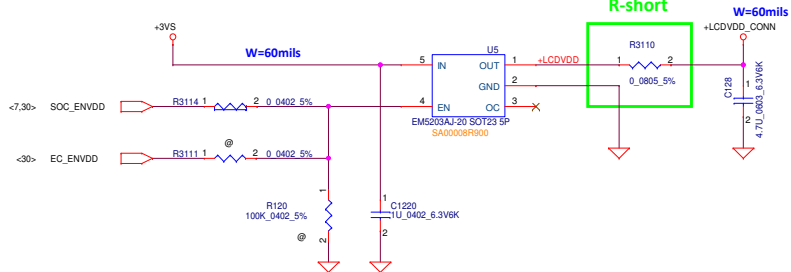 R-short
W=60mils
+3VS
+LCDVDD_CONN
W=60mils
U5
R3110
5 IN OUT 1 +LCDVDD 1 2
GND 2
0_0805_5%
C128
1
2
4.7U_0603_6.3V6K
<7,30> SOC_ENVDD R3114 1 2 0_0402_5% 4 EN OC 3
EM5203AJ-20 SOT23 5P
SA00008R900
@
<30> EC_ENVDD R3111 1 2 0_0402_5%
1
R120
100K_0402_5%
@
2
1
C1220
1U_0402_6.3V6K
2